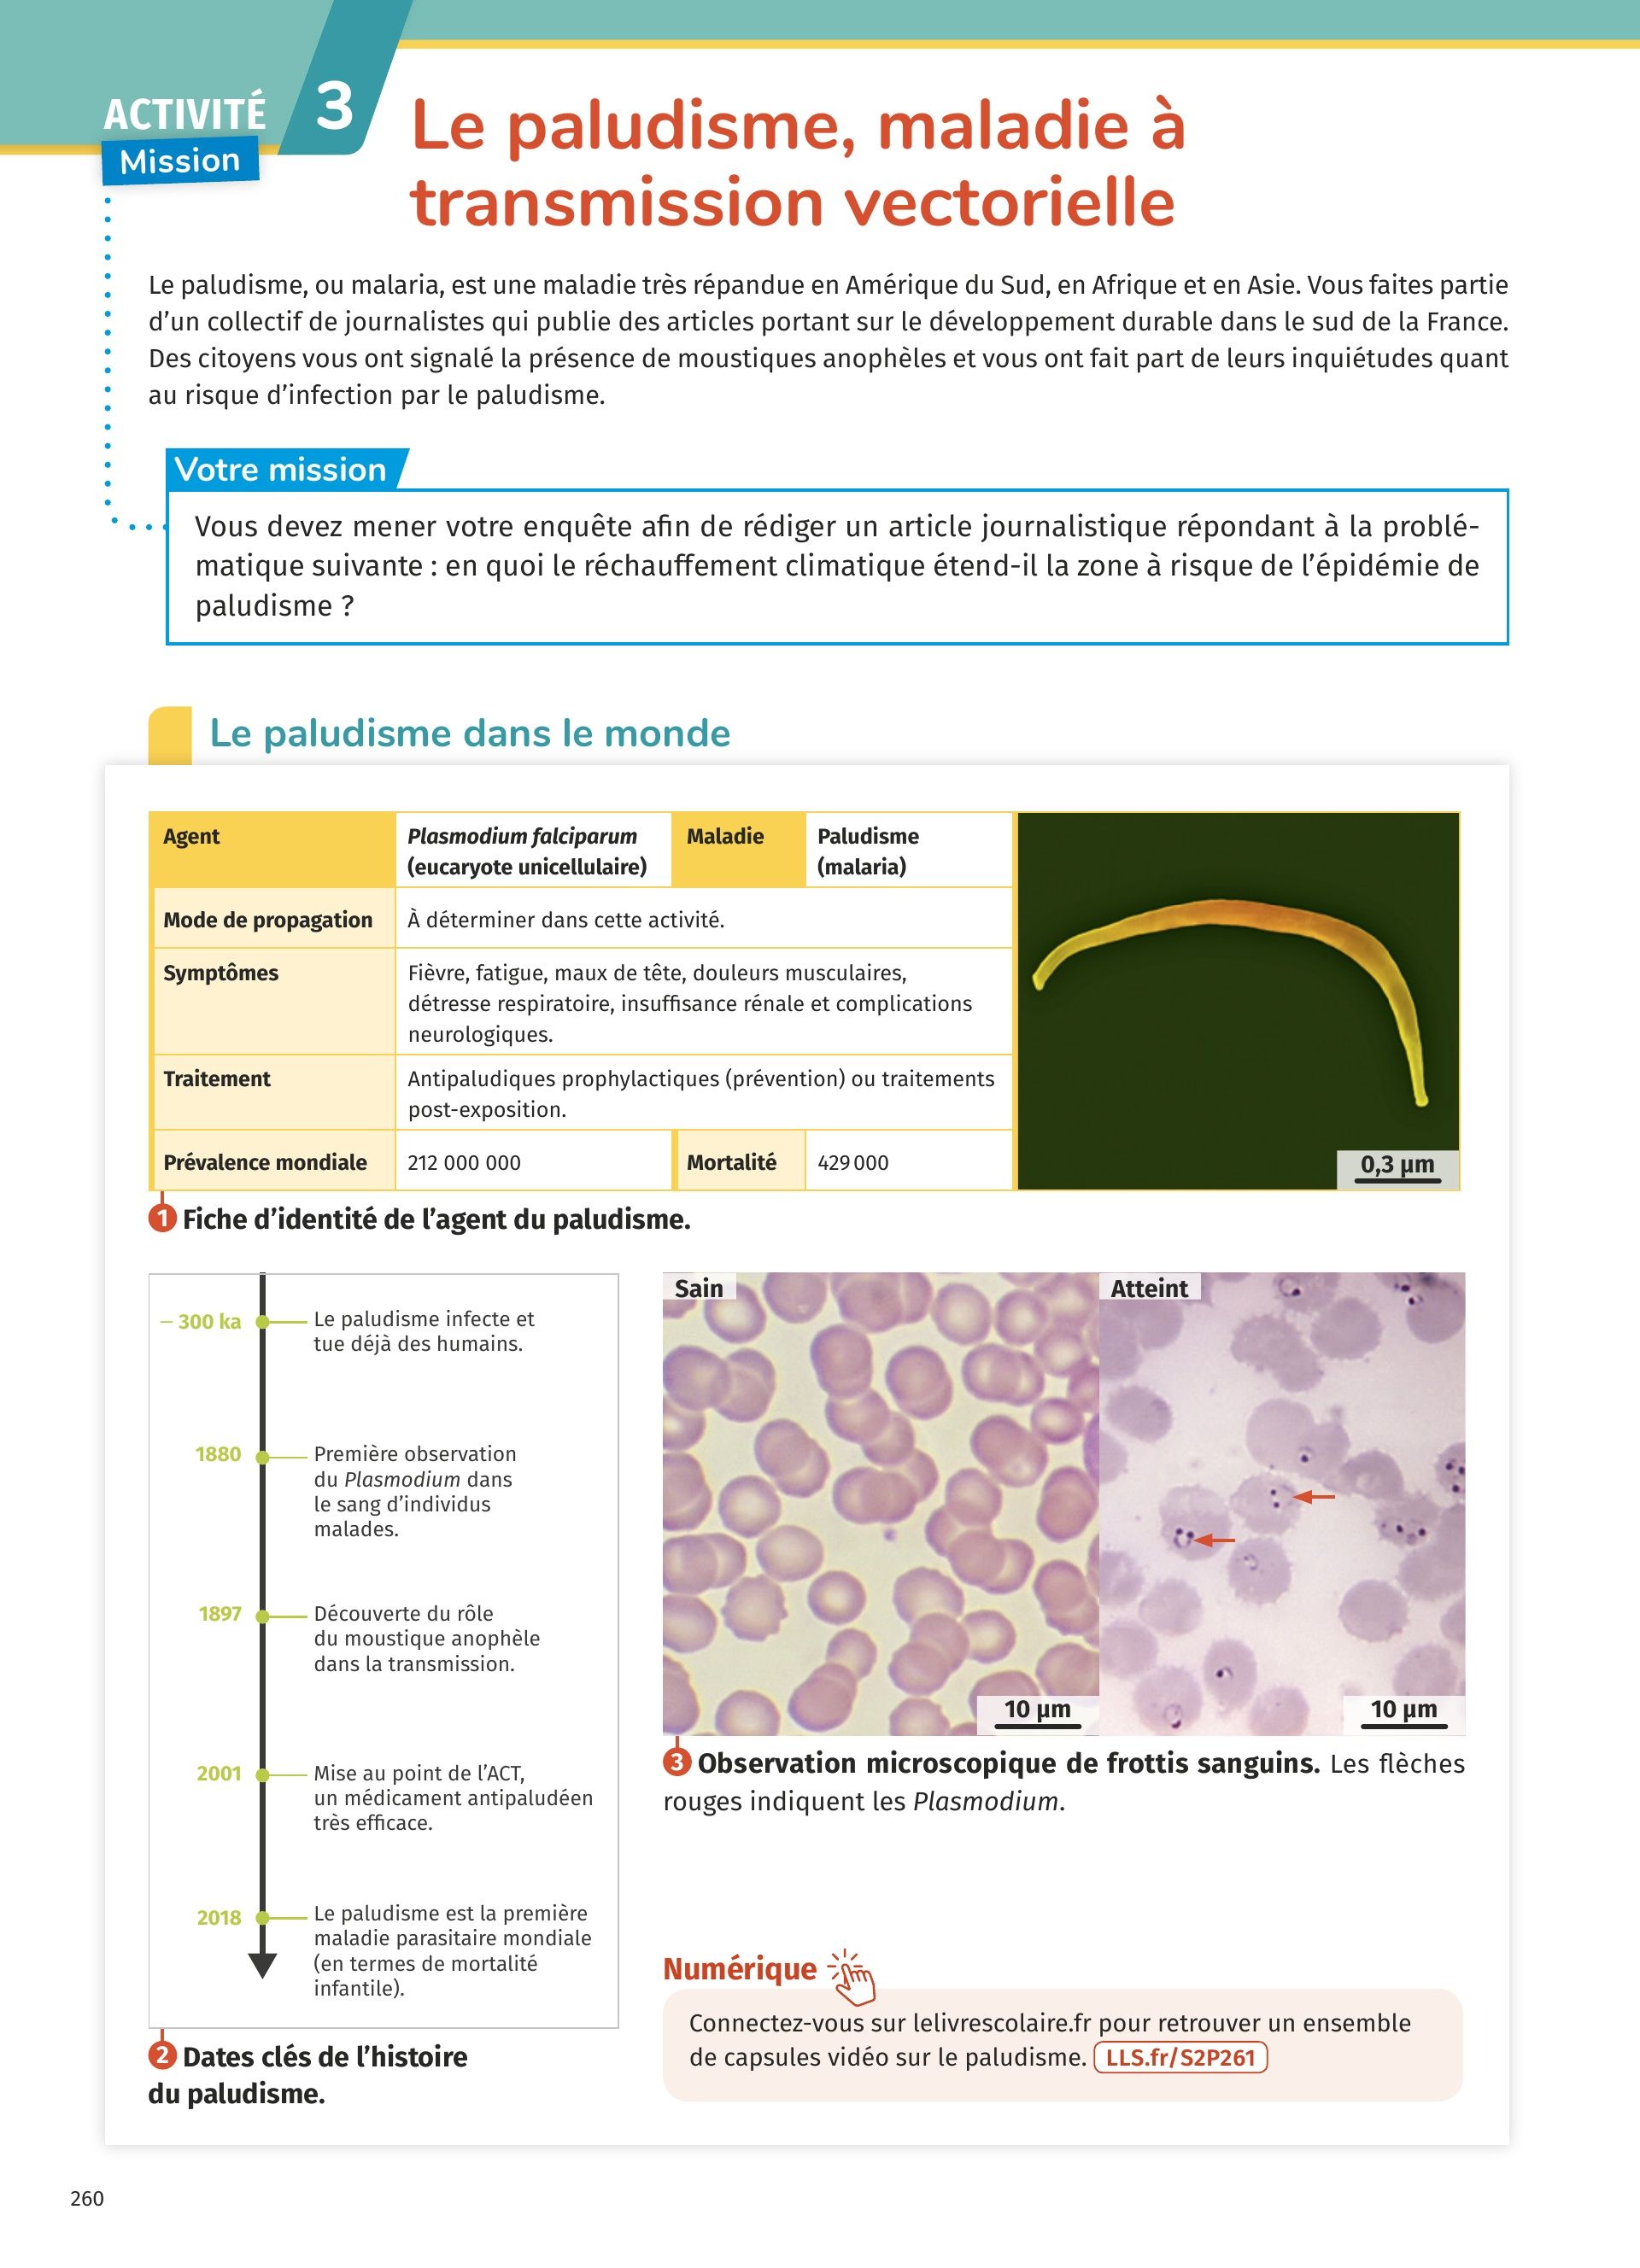 ACTIVITÉ 3
Mission
Le paludisme, maladie à
transmission vectorielle
Le paludisme, ou malaria, est une maladie très répandue en Amérique du Sud, en Afrique et en Asie. Vous faites partie
d’un collectif de journalistes qui publie des articles portant sur le développement durable dans le sud de la France.
Des citoyens vous ont signalé la présence de moustiques anophèles et vous ont fait part de leurs inquiétudes quant
au risque d’infection par le paludisme.
Votre mission
Vous devez mener votre enquête afin de rédiger un article journalistique répondant à la problé-
matique suivante : en quoi le réchauffement climatique étend-il la zone à risque de l’épidémie de
paludisme ?
Le paludisme dans le monde
Agent
Plasmodium falciparum
(eucaryote unicellulaire)
Maladie
Paludisme
(malaria)
Mode de propagation
À déterminer dans cette activité.
Symptômes
Fièvre, fatigue, maux de tête, douleurs musculaires,
détresse respiratoire, insuffisance rénale et complications
neurologiques.
Traitement
Antipaludiques prophylactiques (prévention) ou traitements
post-exposition.
Prévalence mondiale
212 000 000
Mortalité
429 000
0,3 µm
1 Fiche d’identité de l’agent du paludisme.
– 300 ka
Le paludisme infecte et
tue déjà des humains.
1880
Première observation
du Plasmodium dans
le sang d’individus
malades.
1897
Découverte du rôle
du moustique anophèle
dans la transmission.
2001
Mise au point de l’ACT,
un médicament antipaludéen
très efficace.
2018
Le paludisme est la première
maladie parasitaire mondiale
(en termes de mortalité
infantile).
2 Dates clés de l’histoire
du paludisme.
Sain
Atteint
10 µm
10 µm
3 Observation microscopique de frottis sanguins. Les flèches
rouges indiquent les Plasmodium.
Numérique
Connectez-vous sur lelivrescolaire.fr pour retrouver un ensemble
de capsules vidéo sur le paludisme. LLS.fr/S2P261
260